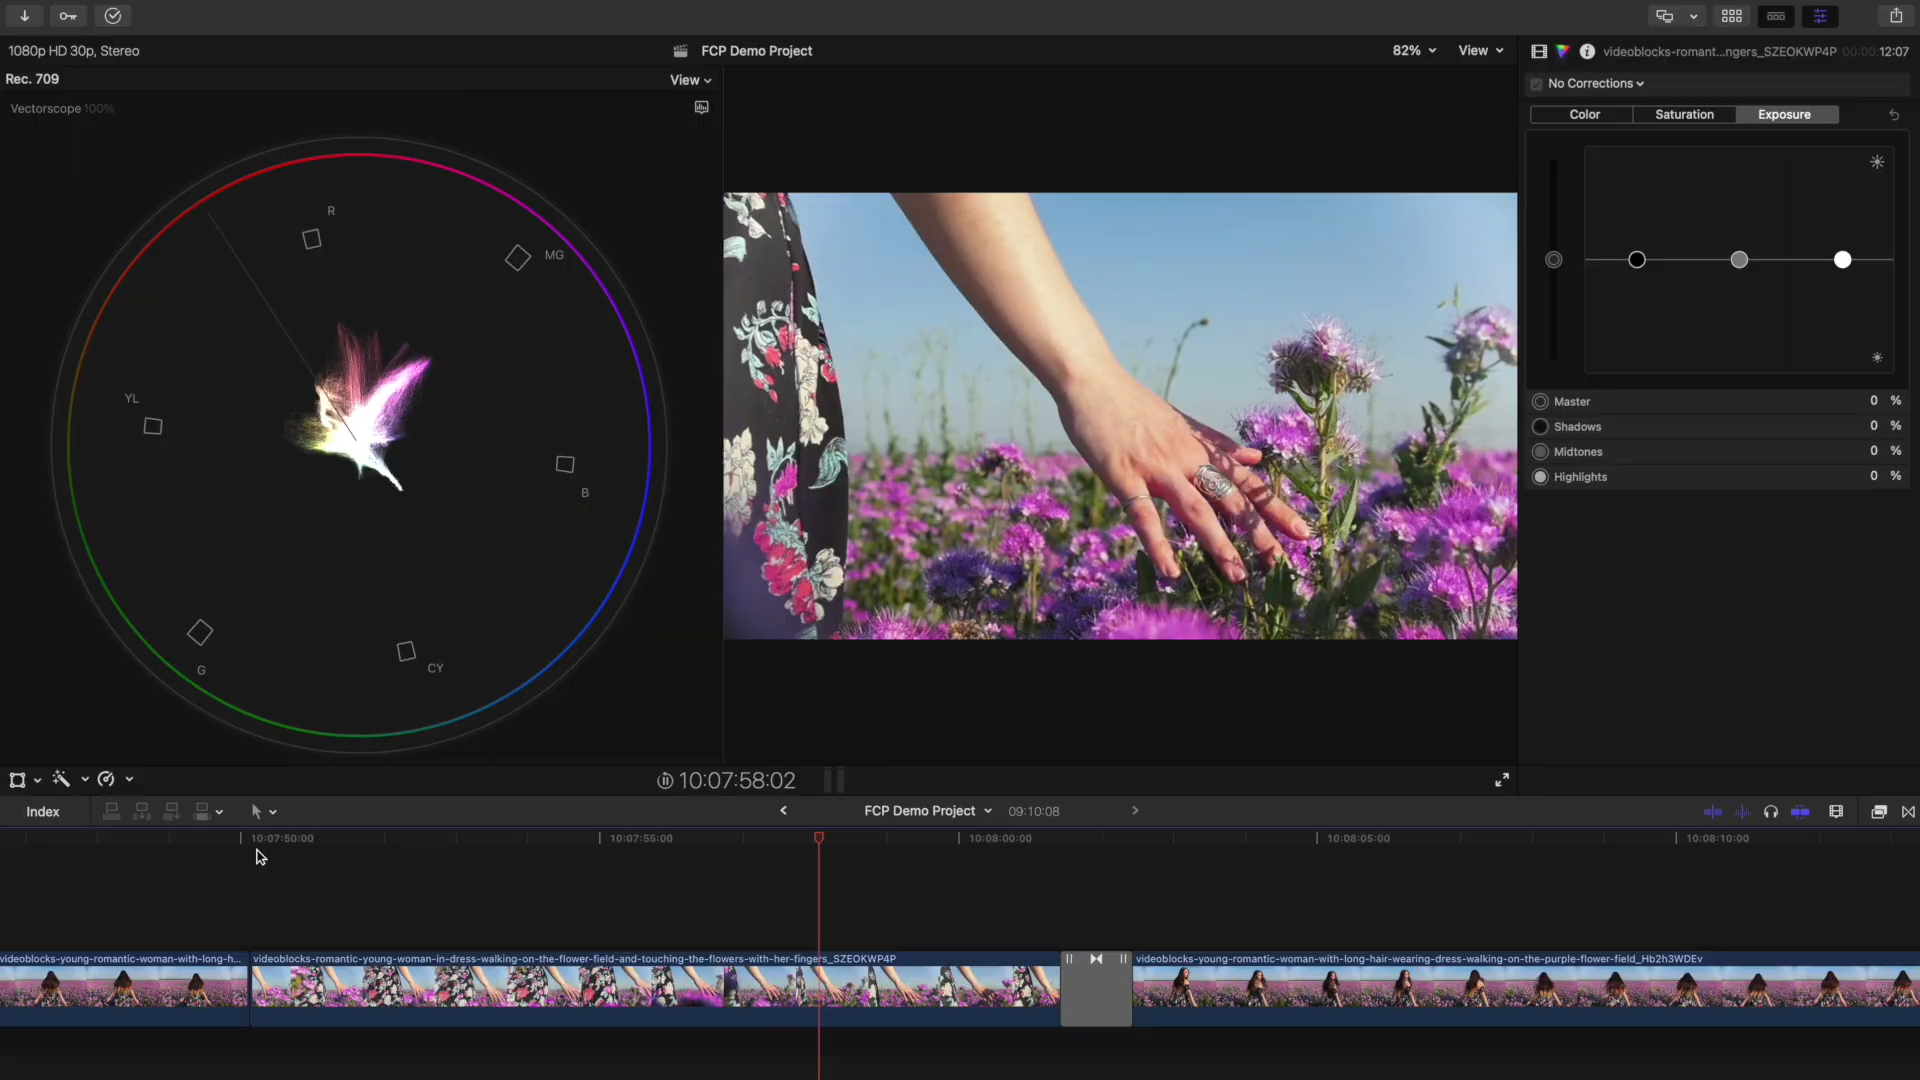 1080p HD 30p, Stereo
FCP Demo Project
82%
View
videoblocks-romant...ngers_SZEOKWP4P
00:00:12:07
Rec. 709
View
No Corrections
Vectorscope 100%
Color
Saturation
Exposure
R
MG
YL
B
G
CY
Master
0 %
Shadows
0 %
Midtones
0 %
Highlights
0 %
10:07:58:02
Index
FCP Demo Project
09:10:08
10:07:50:00
10:07:55:00
10:08:00:00
10:08:05:00
10:08:10:00
videoblocks-young-romantic-woman-with-long-h...
videoblocks-romantic-young-woman-in-dress-walking-on-the-flower-field-and-touching-the-flowers-with-her-fingers_SZEOKWP4P
videoblocks-young-romantic-woman-with-long-hair-wearing-dress-walking-on-the-purple-flower-field_Hb2h3WDEv